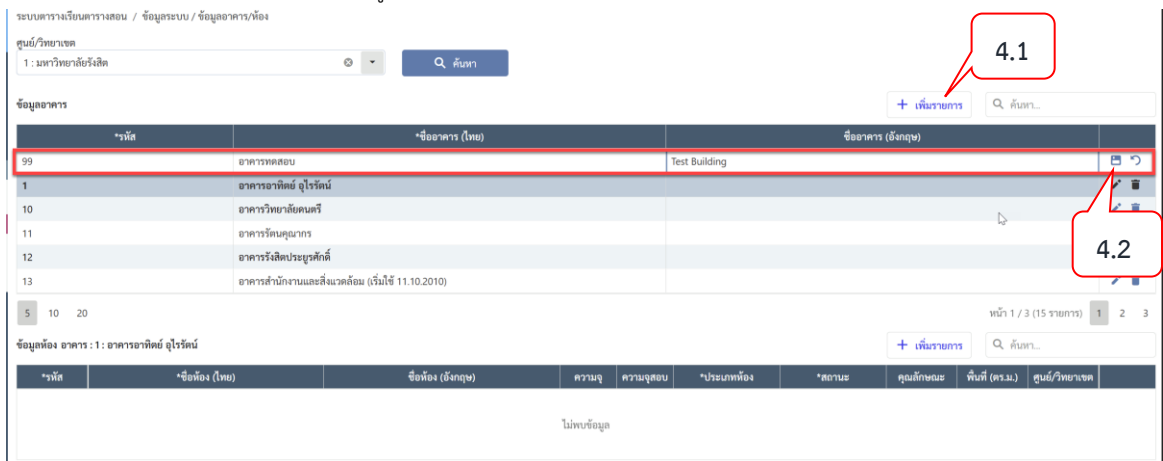 ระบบตารางเรียนตารางสอน / ข้อมูลระบบ / ข้อมูลอาคาร/ห้อง
ศูนย์/วิทยาเขต
1 : มหาวิทยาลัยรังสิต
ค้นหา
4.1
ข้อมูลอาคาร
+ เพิ่มรายการ
ค้นหา...
*รหัส *ชื่ออาคาร (ไทย) ชื่ออาคาร (อังกฤษ)
99 อาคารทดสอบ Test Building
1 อาคารอาทิตย์ อุไรรัตน์
10 อาคารวิทยาลัยดนตรี
11 อาคารรัตนคุณากร
12 อาคารรังสิตประยูรศักดิ์
4.2
13 อาคารสำนักงานและสิ่งแวดล้อม (เริ่มใช้ 11.10.2010)
5 10 20 หน้า 1 / 3 (15 รายการ) 1 2 3
ข้อมูลห้อง อาคาร : 1 : อาคารอาทิตย์ อุไรรัตน์
+ เพิ่มรายการ
ค้นหา...
*รหัส *ชื่อห้อง (ไทย) ชื่อห้อง (อังกฤษ) ความจุ ความจุสอบ *ประเภทห้อง *สถานะ คุณลักษณะ พื้นที่ (ตร.ม.) ศูนย์/วิทยาเขต
ไม่พบข้อมูล